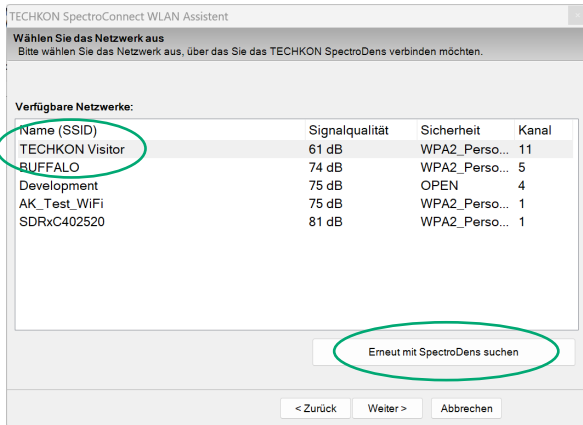 TECHKON SpectroConnect WLAN Assistent
Wählen Sie das Netzwerk aus
Bitte wählen Sie das Netzwerk aus, über das Sie das TECHKON SpectroDens verbinden möchten.
Verfügbare Netzwerke:
Name (SSID) Signalqualität Sicherheit Kanal
TECHKON Visitor 61 dB WPA2_Perso... 11
BUFFALO 74 dB WPA2_Perso... 5
Development 75 dB OPEN 4
AK_Test_WiFi 75 dB WPA2_Perso... 1
SDRxC402520 81 dB WPA2_Perso... 1
Erneut mit SpectroDens suchen
< Zurück Weiter > Abbrechen